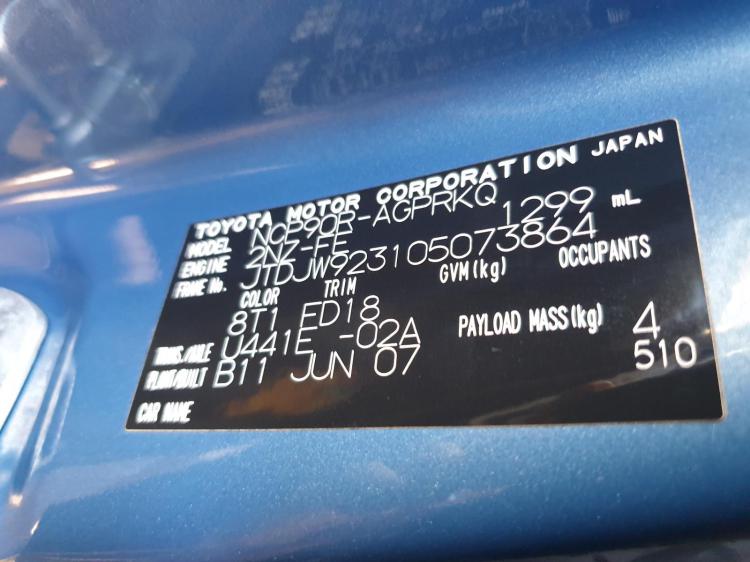 TOYOTA MOTOR CORPORATION JAPAN
MODEL NCP90R-AGPRKQ
ENGINE 2NZ-FE 1299 mL
FRAME No. JTDJW923105073864
COLOR TRIM GVM(kg) OCCUPANTS
8T1 ED18 4
TRANS./AXLE U441E -02A PAYLOAD MASS(kg) 510
PLANT/BUILT B11 JUN 07
CAR NAME